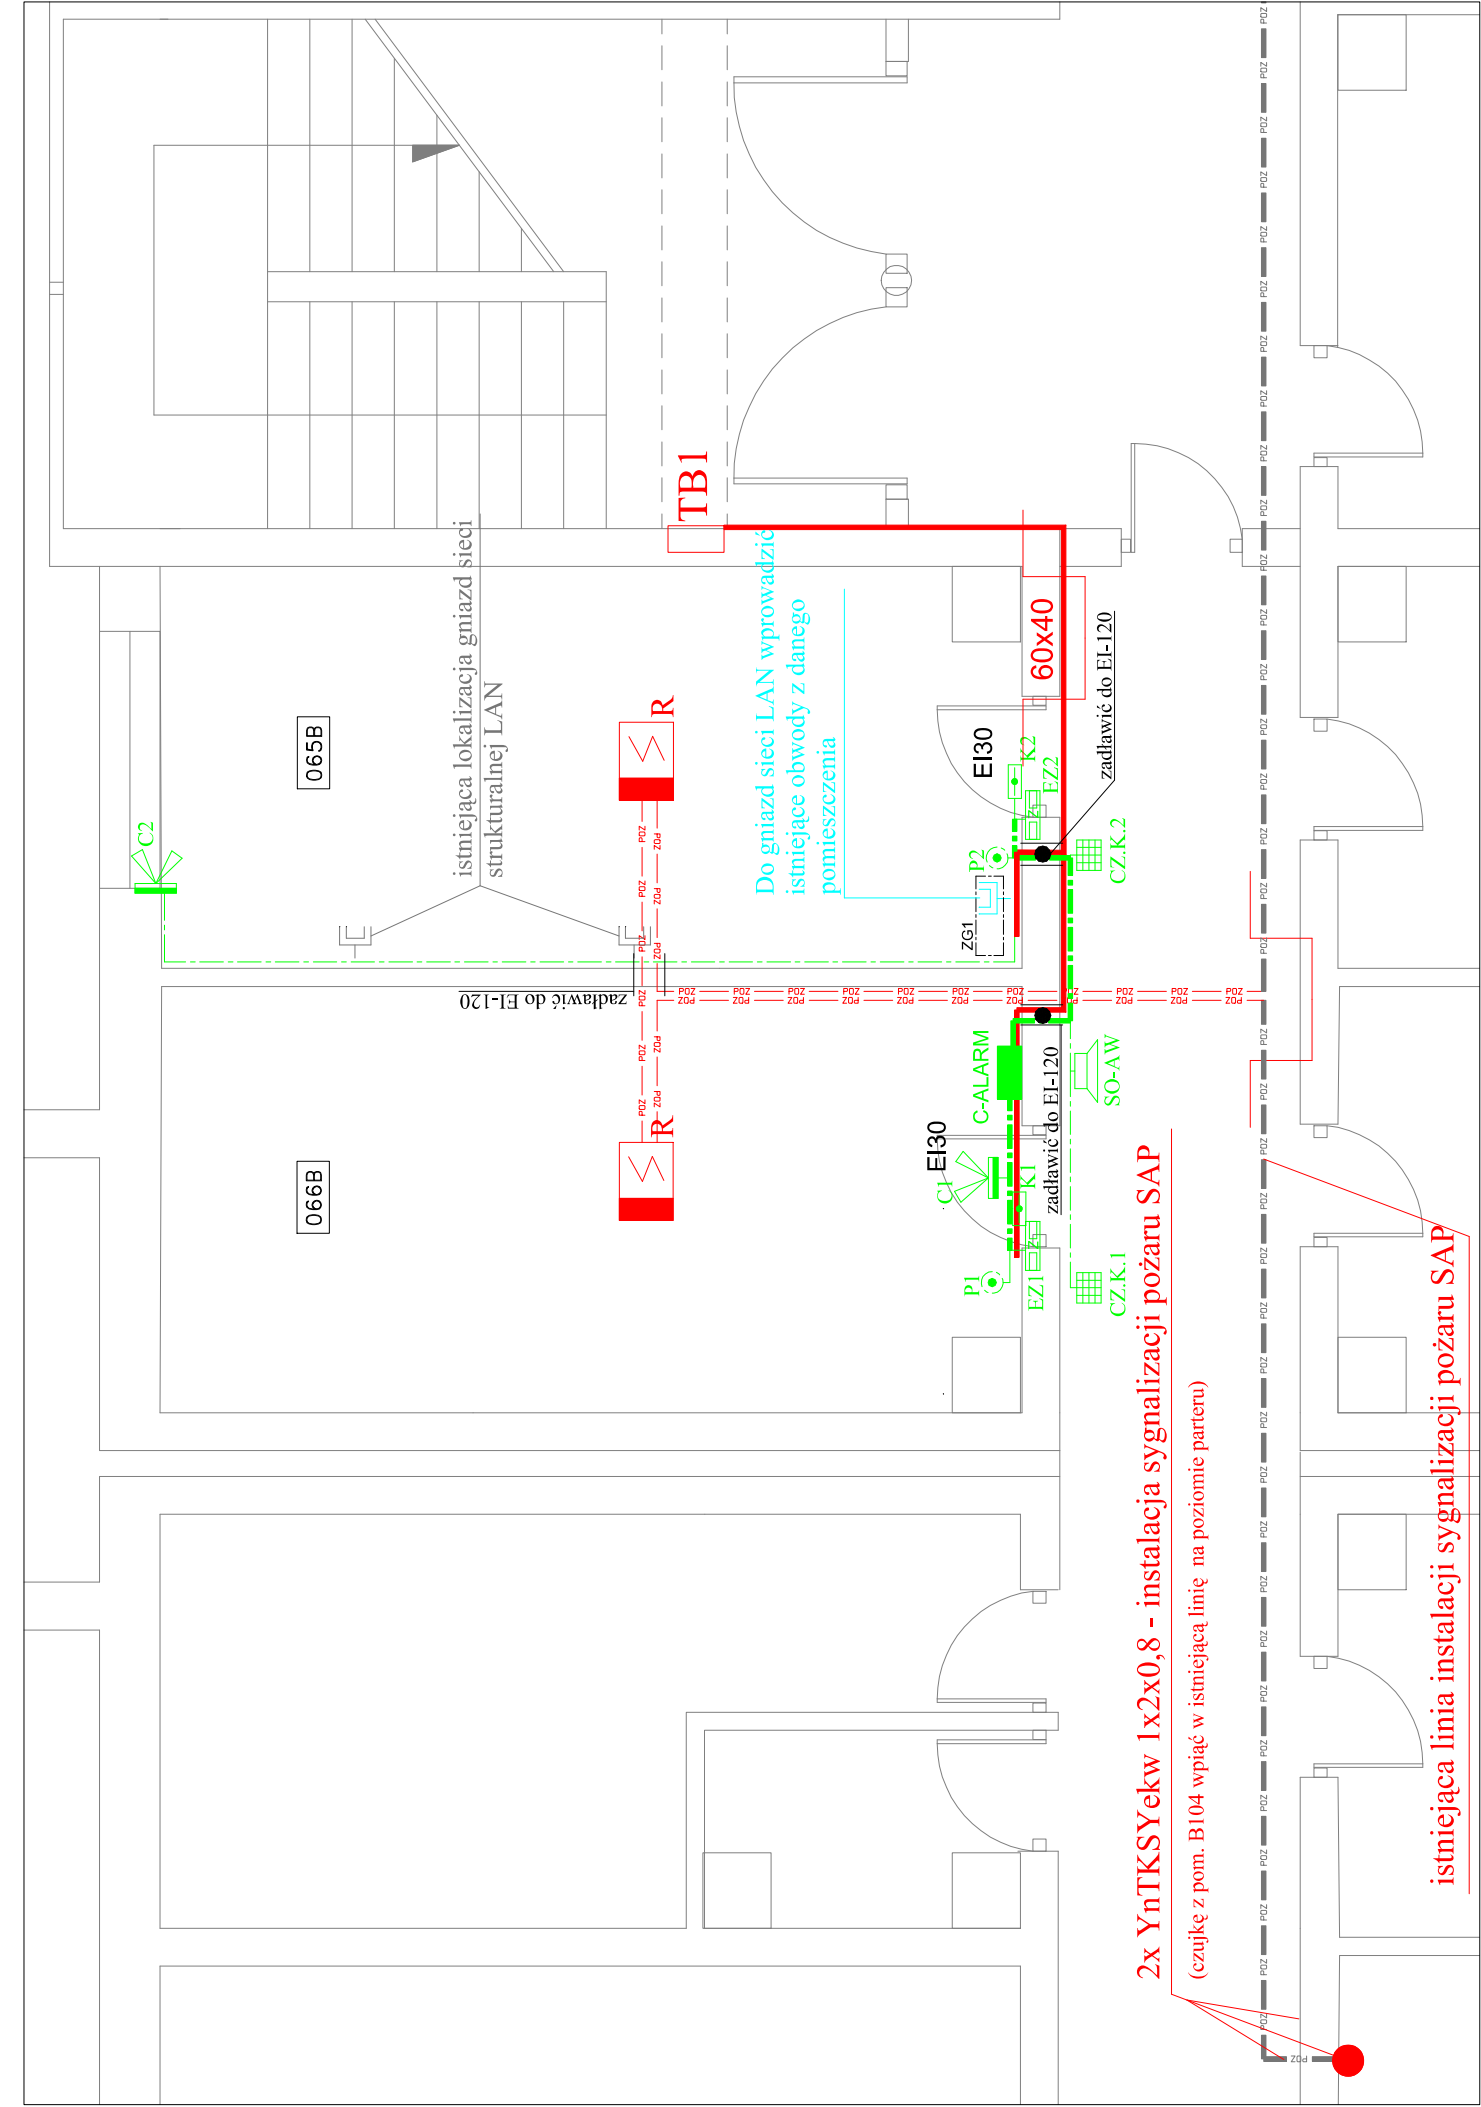 TB1
istniejąca lokalizacja gniazd sieci
strukturalnej LAN
065B
R
C2
Do gniazd sieci LAN wprowadzić
istniejące obwody z danego
pomieszczenia
60x40
zadławić do EI-120
EI30
K2
EZ2
P2
CZ.K.2
ZG1
zadławić do EI-120
066B
R
C-ALARM
SO-AW
zadławić do EI-120
EI30
C1
K1
P1
EZ1
CZ.K.1
2x YnTKSYekw 1x2x0,8 - instalacja sygnalizacji pożaru SAP
(czujkę z pom. B104 wpiąć w istniejącą linię na poziomie parteru)
istniejąca linia instalacji sygnalizacji pożaru SAP
POZ